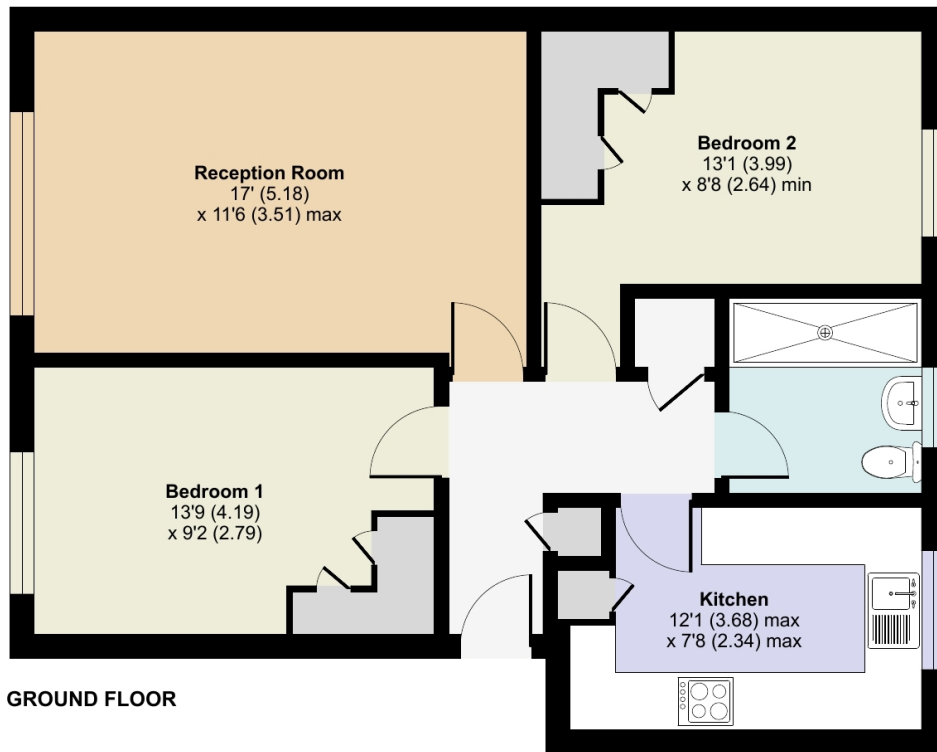 Reception Room
17' (5.18)
x 11'6 (3.51) max
Bedroom 2
13'1 (3.99)
x 8'8 (2.64) min
Bedroom 1
13'9 (4.19)
x 9'2 (2.79)
Kitchen
12'1 (3.68) max
x 7'8 (2.34) max
GROUND FLOOR